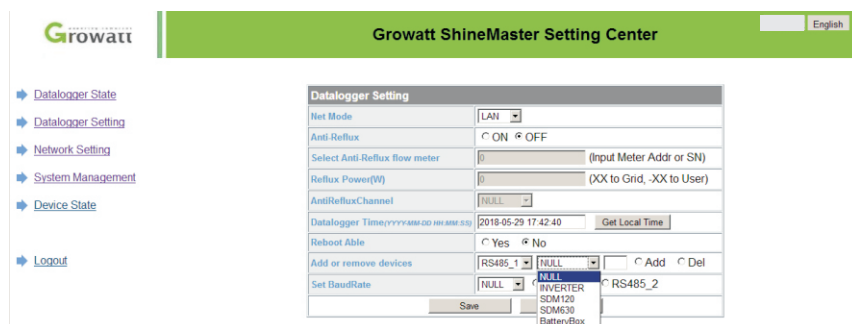 Growatt
Growatt ShineMaster Setting Center
English
Datalogger State
Datalogger Setting
Network Setting
System Management
Device State
Logout
Datalogger Setting
Net Mode LAN
Anti-Reflux ON OFF
Select Anti-Reflux flow meter 0 (Input Meter Addr or SN)
Reflux Power(W) 0 (XX to Grid, -XX to User)
AntiRefluxChannel NULL
Datalogger Time(YYYY-MM-DD HH:MM:SS) 2018-05-29 17:42:40 Get Local Time
Reboot Able Yes No
Add or remove devices RS485_1 NULL Add Del
Set BaudRate NULL RS485_2
NULL
INVERTER
SDM120
SDM630
BatteryBox
Save